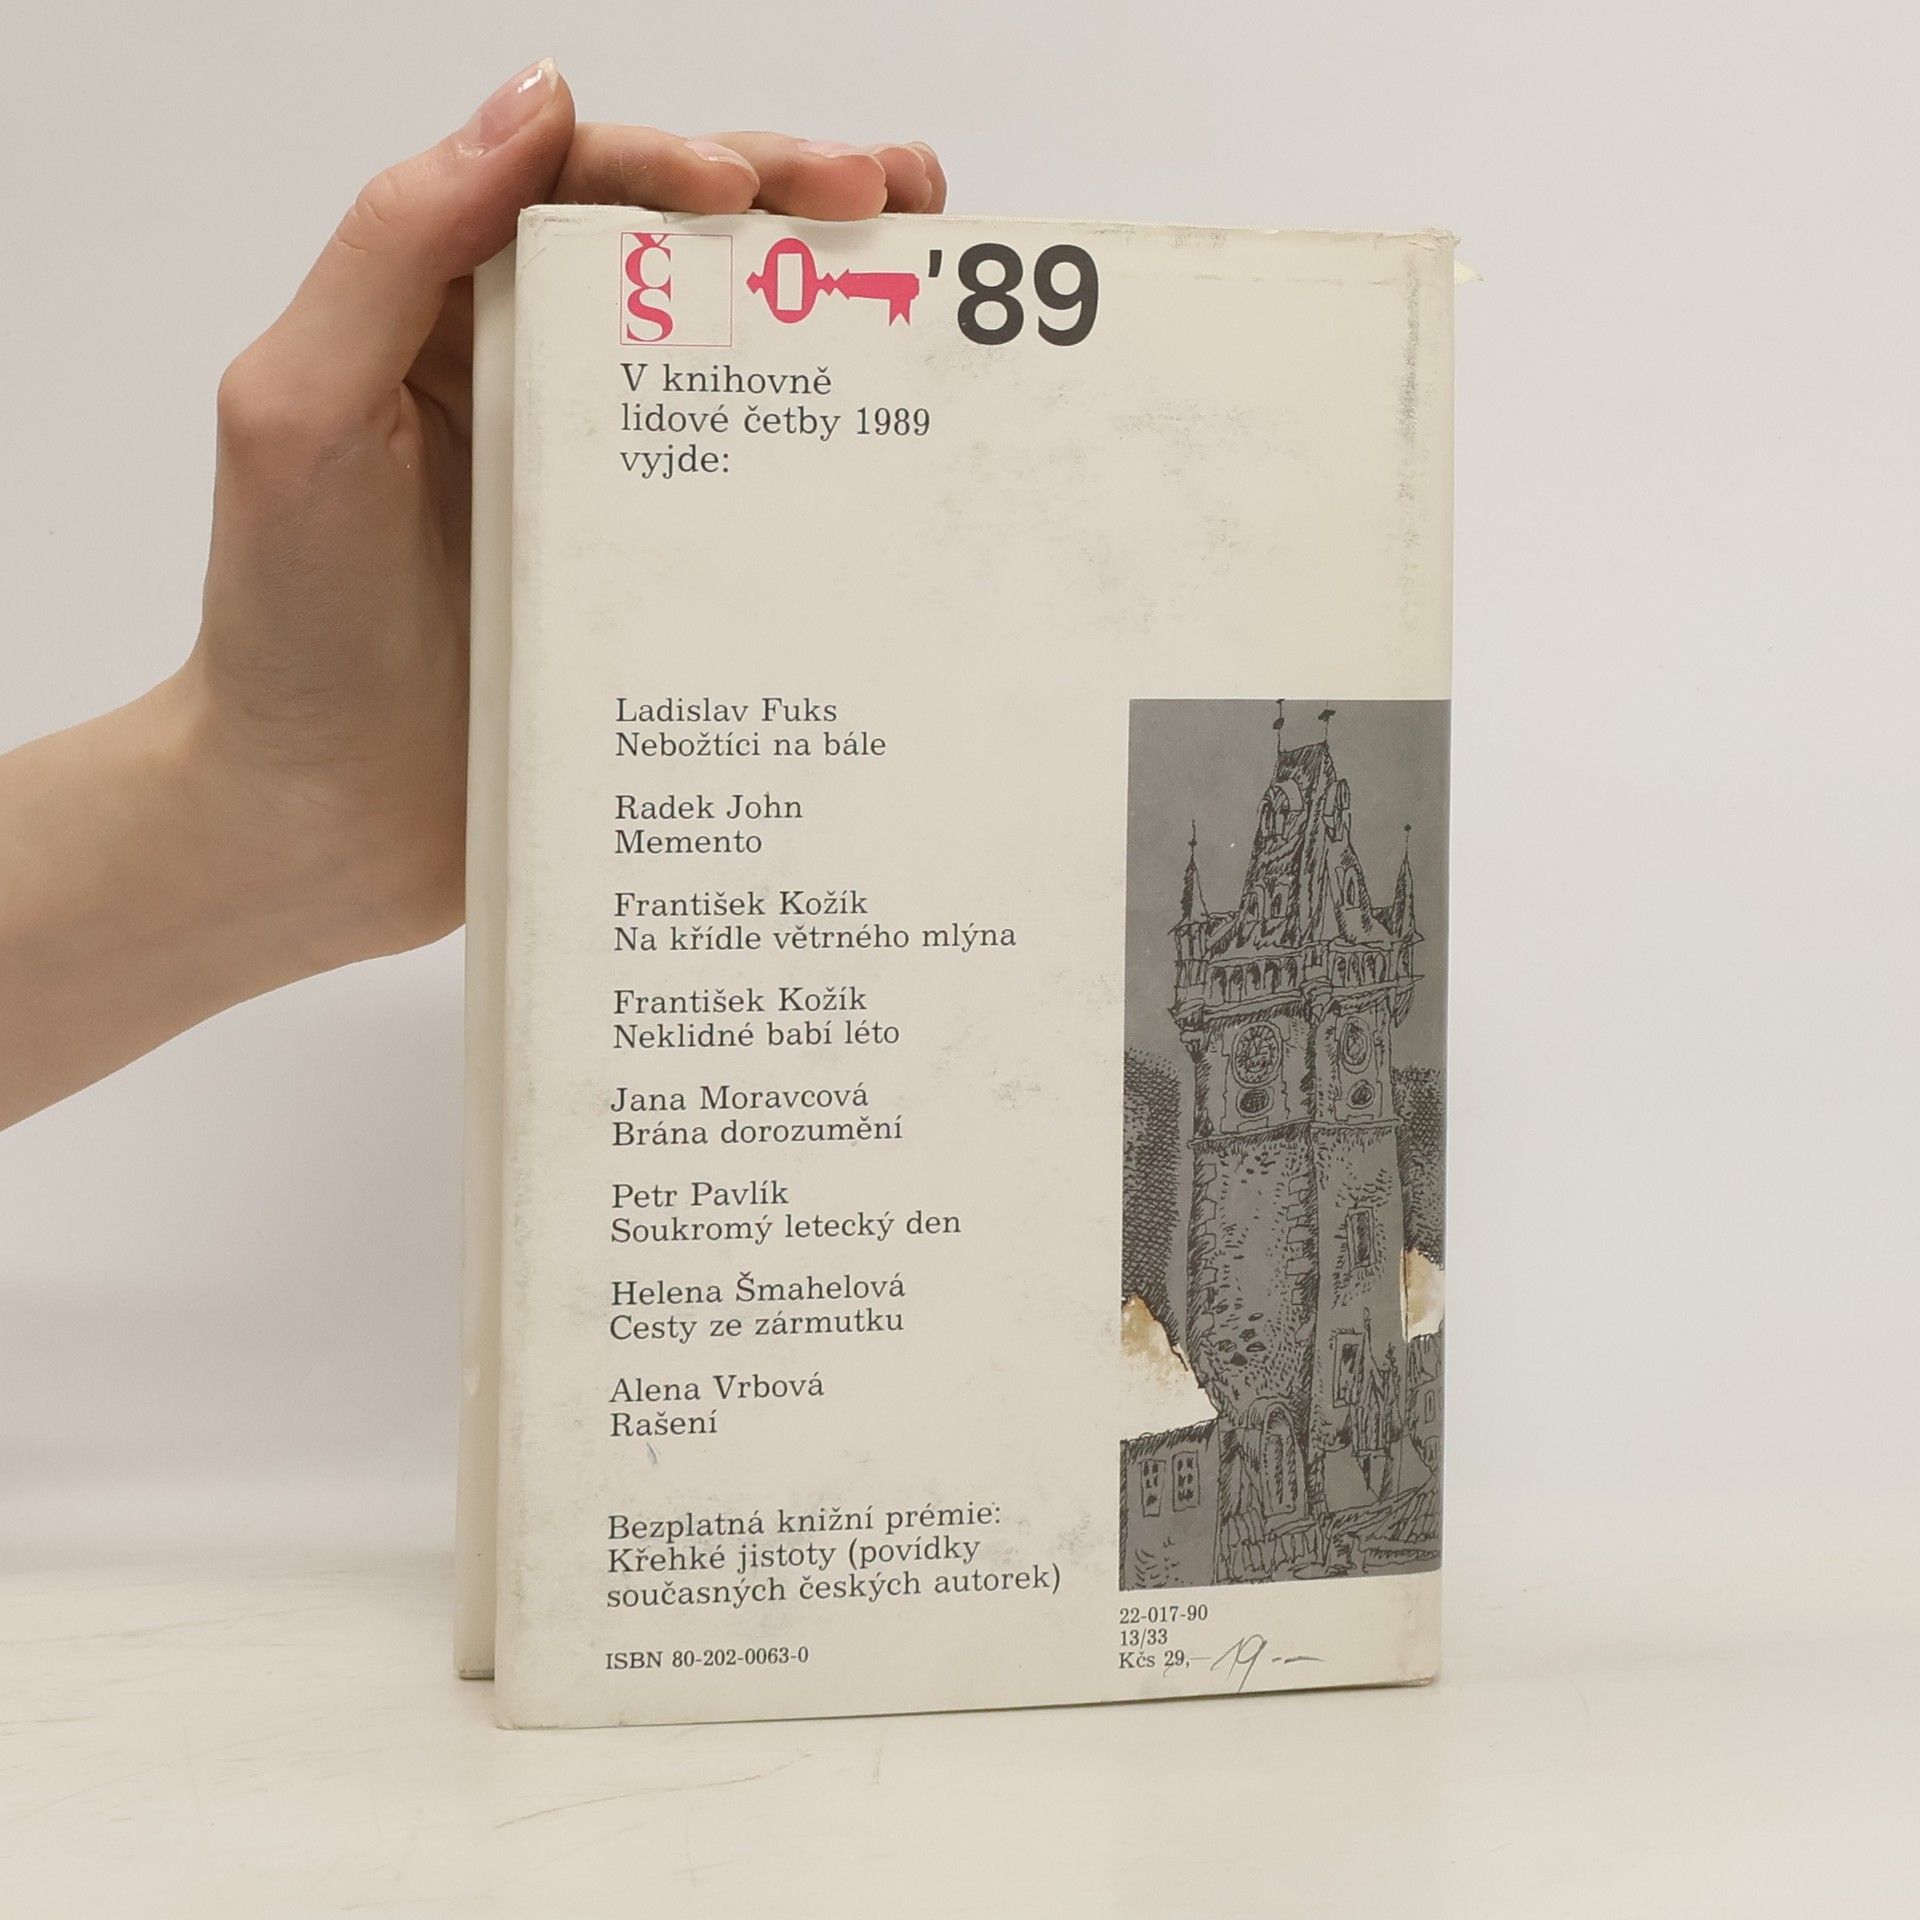 ČS '89
V knihovně
lidové četby 1989
vyjde:
Ladislav Fuks
Nebožtíci na bále
Radek John
Memento
František Kožík
Na křídle větrného mlýna
František Kožík
Neklidné babí léto
Jana Moravcová
Brána dorozumění
Petr Pavlík
Soukromý letecký den
Helena Šmahelová
Cesty ze zármutku
Alena Vrbová
Rašení
Bezplatná knižní prémie:
Křehké jistoty (povídky
současných českých autorek)
ISBN 80-202-0063-0
22-017-90
13/33
Kčs 29,— 19.--